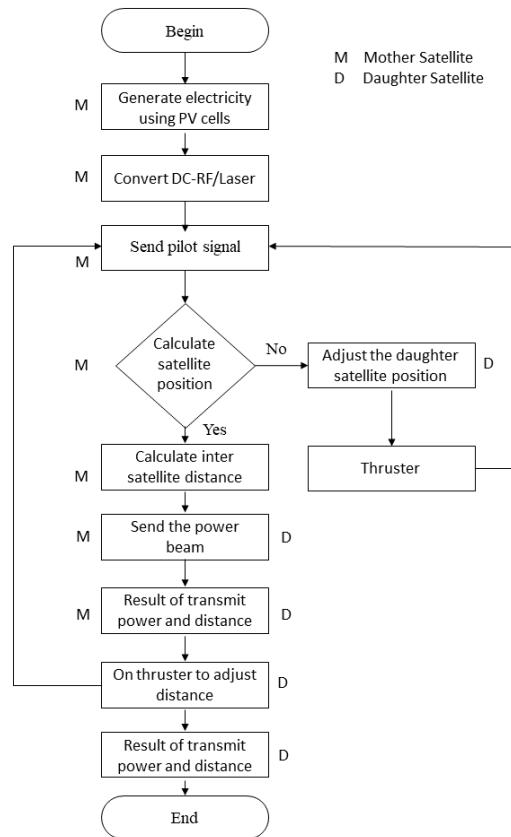 Begin
M Mother Satellite
D Daughter Satellite
M
Generate electricity
using PV cells
M
Convert DC-RF/Laser
Send pilot signal
M
M
Calculate
satellite
position
No
Adjust the daughter
satellite position
D
Yes
Thruster
Calculate inter
satellite distance
M
M
Send the power
beam
D
M
Result of transmit
power and distance
D
On thruster to adjust
distance
D
Result of transmit
power and distance
D
End